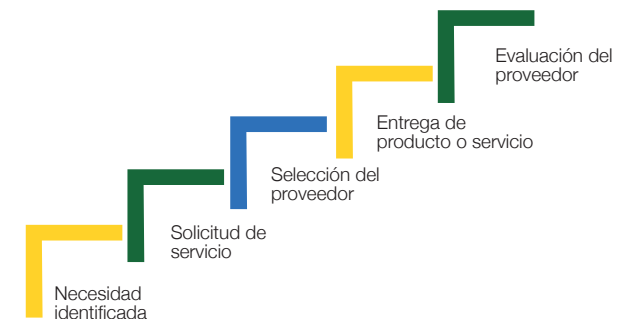 Evaluación del
proveedor
Entrega de
producto o servicio
Selección del
proveedor
Solicitud de
servicio
Necesidad
identificada